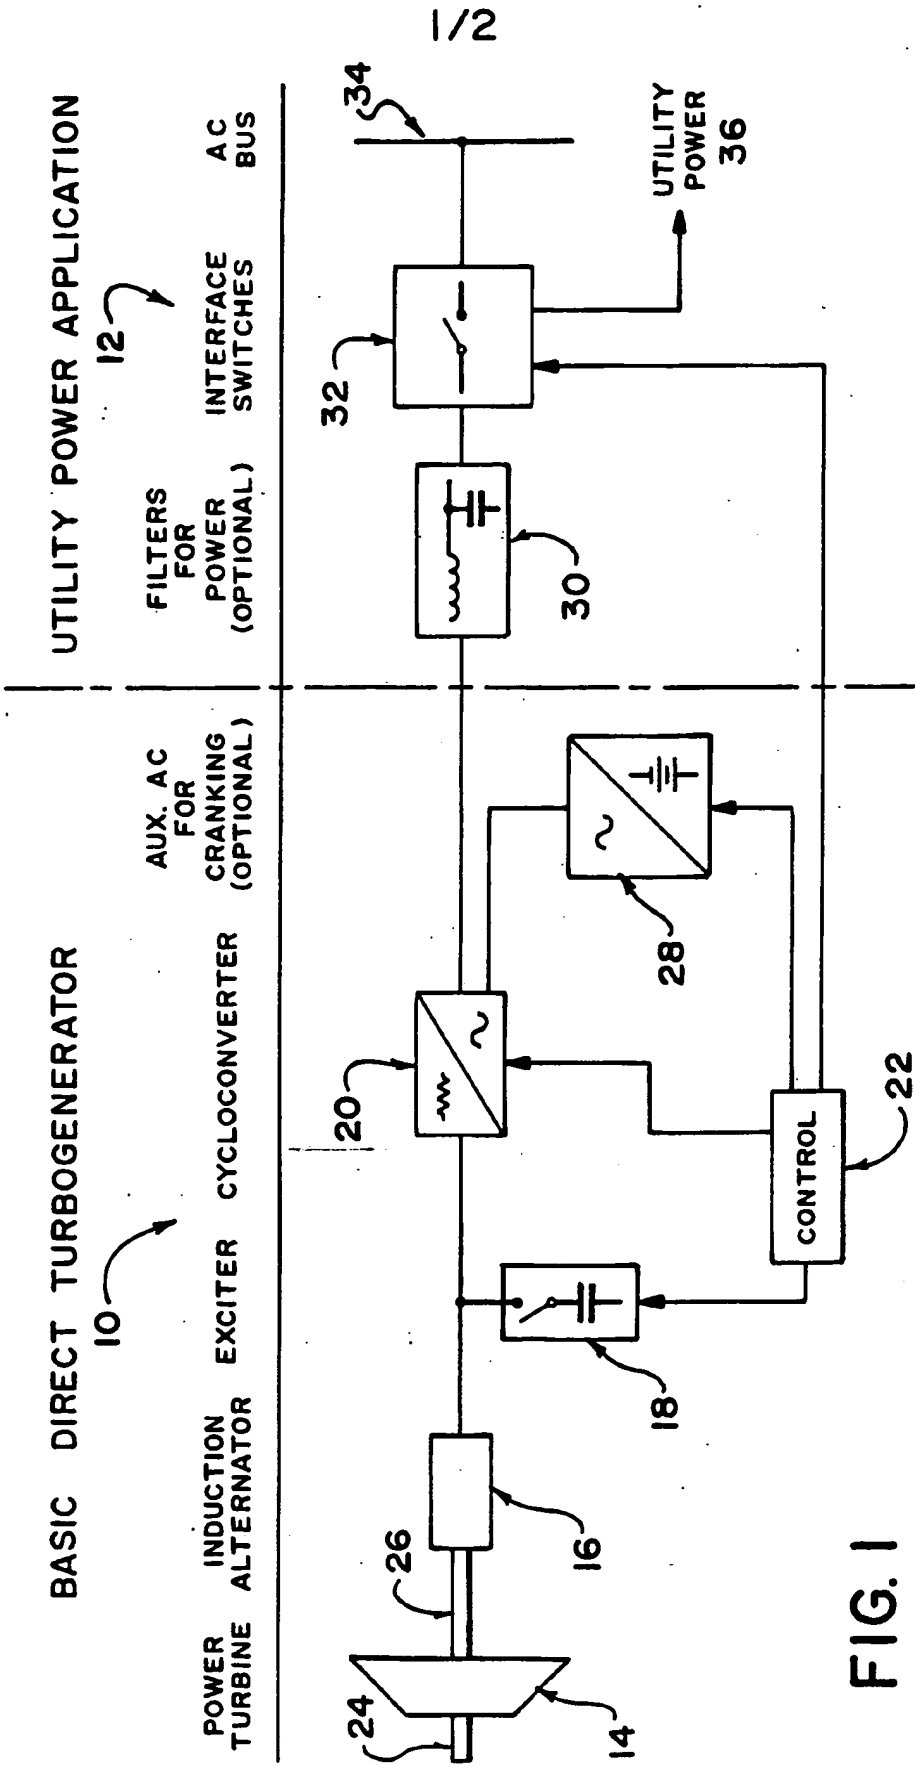 1/2
BASIC DIRECT TURBOGENERATOR
10
UTILITY POWER APPLICATION
12
POWER
TURBINE
INDUCTION
ALTERNATOR
EXCITER
CYCLOCONVERTER
AUX. AC
FOR
CRANKING
(OPTIONAL)
FILTERS
FOR
POWER
(OPTIONAL)
INTERFACE
SWITCHES
AC
BUS
24
14
26
16
18
20
28
CONTROL
22
30
32
34
UTILITY
POWER
36
FIG. 1